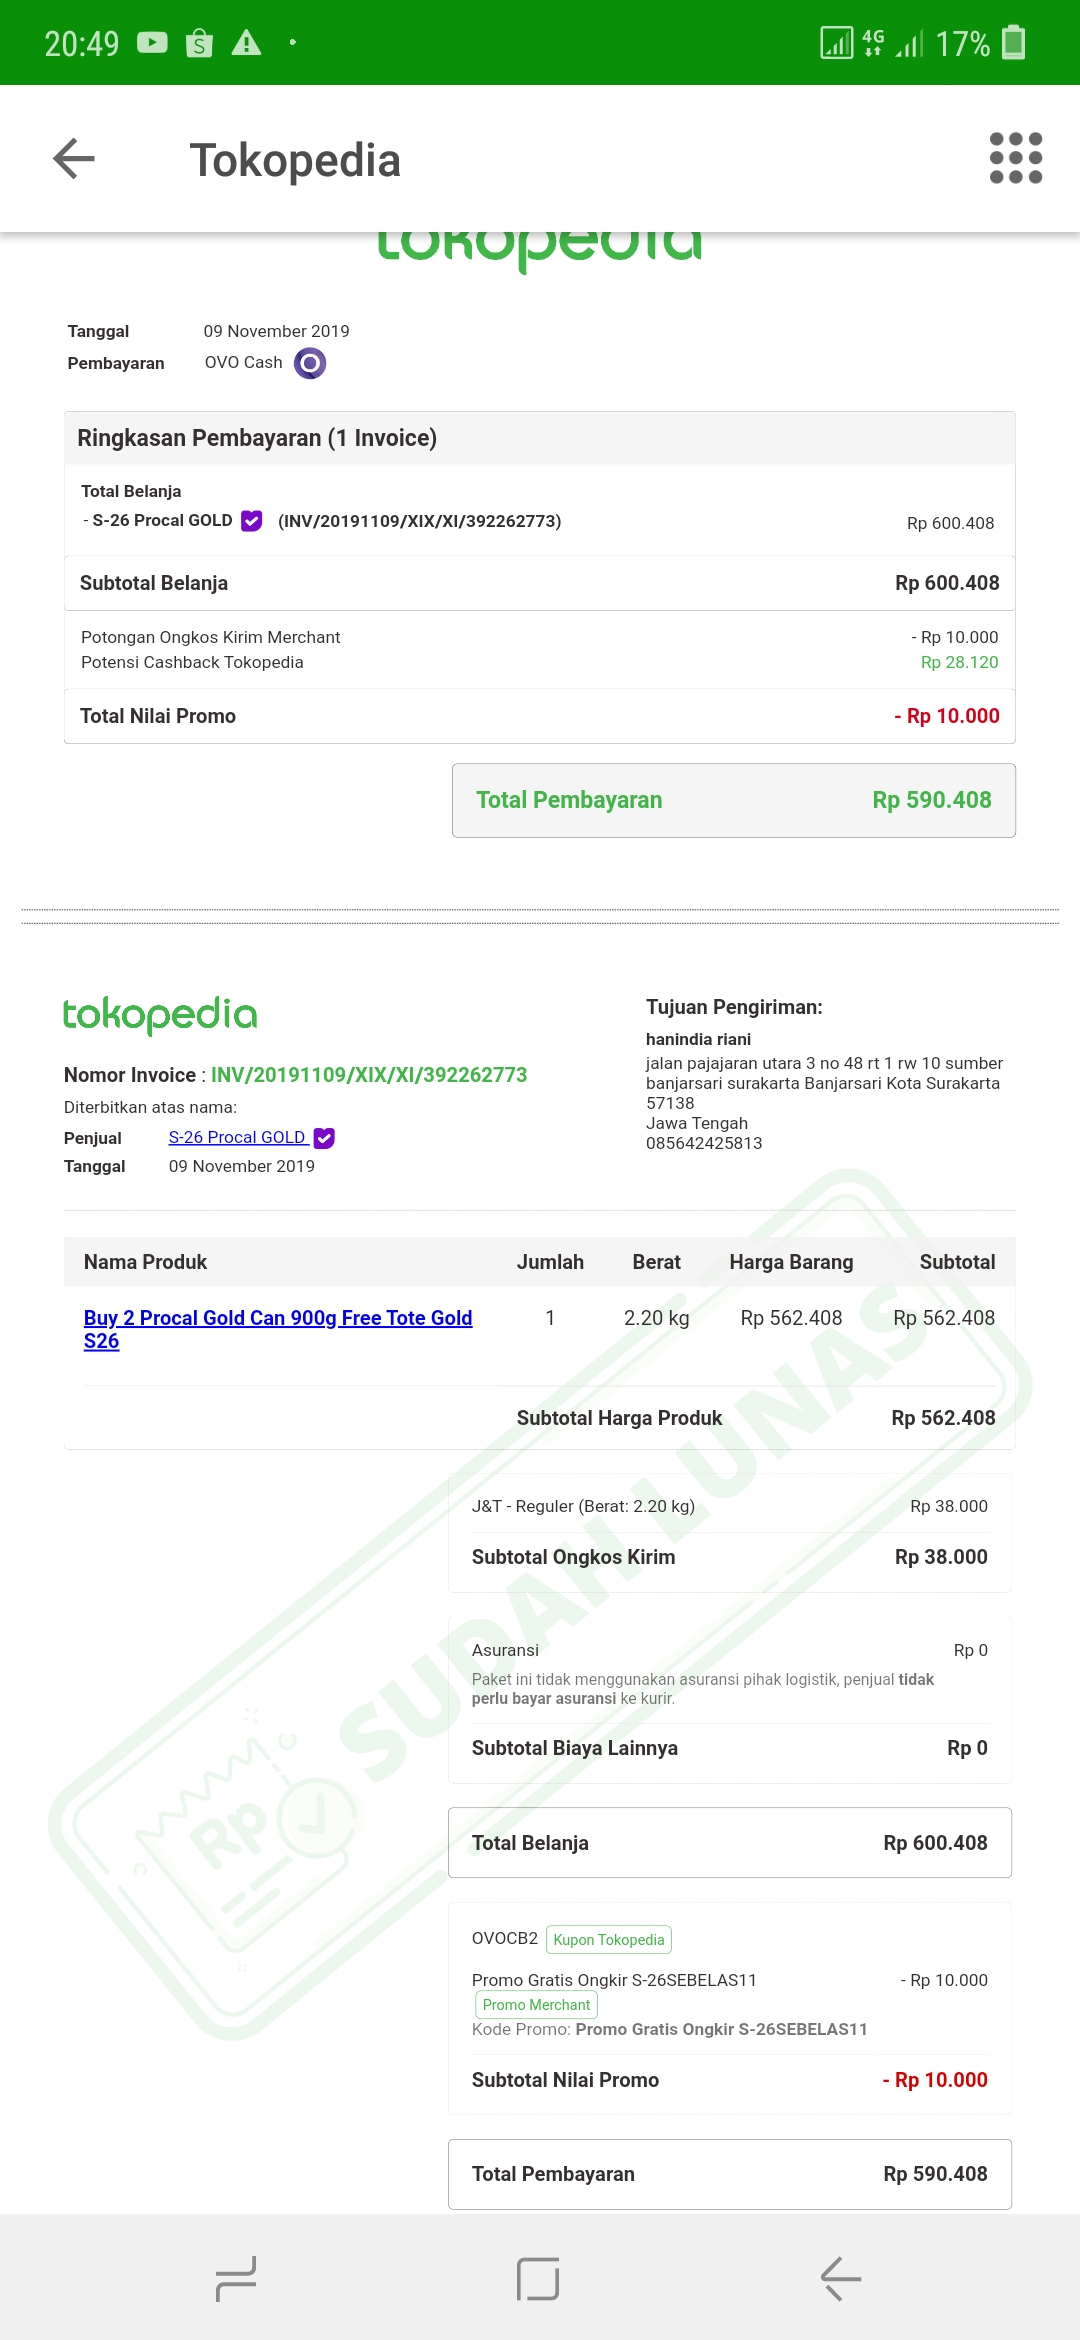 20:49
4G
17%
Tokopedia
tokopedia
Tanggal 09 November 2019
Pembayaran OVO Cash
Ringkasan Pembayaran (1 Invoice)
Total Belanja
- S-26 Procal GOLD (INV/20191109/XIX/XI/392262773) Rp 600.408
Subtotal Belanja Rp 600.408
Potongan Ongkos Kirim Merchant - Rp 10.000
Potensi Cashback Tokopedia Rp 28.120
Total Nilai Promo - Rp 10.000
Total Pembayaran Rp 590.408
tokopedia
Nomor Invoice : INV/20191109/XIX/XI/392262773
Diterbitkan atas nama:
Penjual S-26 Procal GOLD
Tanggal 09 November 2019
Tujuan Pengiriman:
hanindia riani
jalan pajajaran utara 3 no 48 rt 1 rw 10 sumber
banjarsari surakarta Banjarsari Kota Surakarta
57138
Jawa Tengah
085642425813
Nama Produk Jumlah Berat Harga Barang Subtotal
Buy 2 Procal Gold Can 900g Free Tote Gold 1 2.20 kg Rp 562.408 Rp 562.408
S26
Subtotal Harga Produk Rp 562.408
J&T - Reguler (Berat: 2.20 kg) Rp 38.000
Subtotal Ongkos Kirim Rp 38.000
Asuransi Rp 0
Paket ini tidak menggunakan asuransi pihak logistik, penjual tidak
perlu bayar asuransi ke kurir.
Subtotal Biaya Lainnya Rp 0
Total Belanja Rp 600.408
OVOCB2 Kupon Tokopedia
Promo Gratis Ongkir S-26SEBELAS11 - Rp 10.000
Promo Merchant
Kode Promo: Promo Gratis Ongkir S-26SEBELAS11
Subtotal Nilai Promo - Rp 10.000
Total Pembayaran Rp 590.408
Rp SUDAH LUNAS